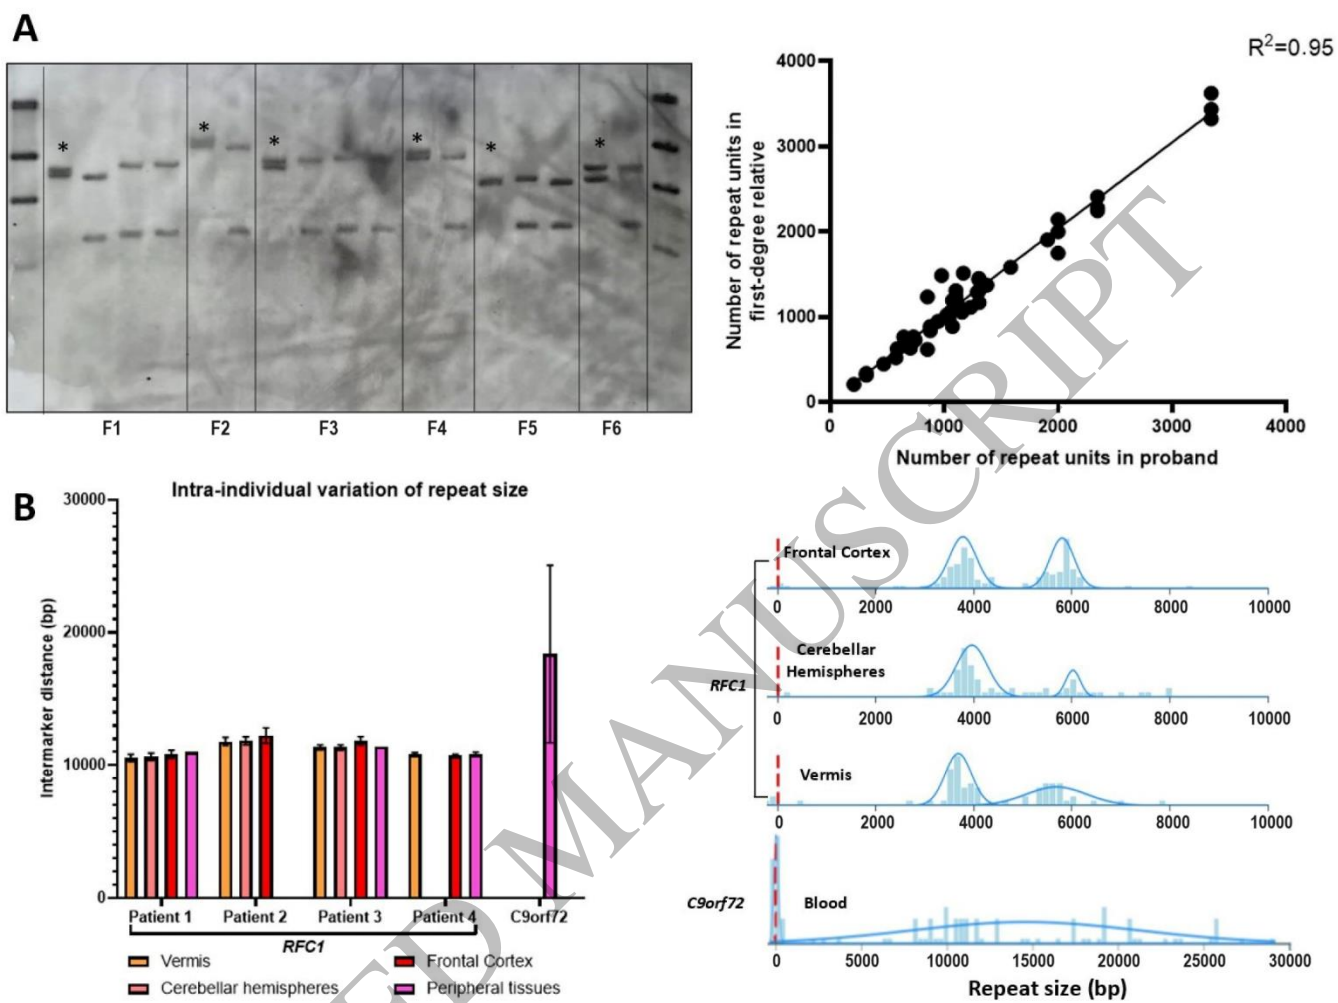 A
* * * * * *
F1 F2 F3 F4 F5 F6
R²=0.95
Number of repeat units in
first-degree relative
4000
3000
2000
1000
0
0 1000 2000 3000 4000
Number of repeat units in proband
B
Intra-individual variation of repeat size
Intermarker distance (bp)
30000
20000
10000
0
Patient 1 Patient 2 Patient 3 Patient 4 C9orf72
RFC1
Vermis
Frontal Cortex
Cerebellar hemispheres
Peripheral tissues
RFC1
Frontal Cortex
0 2000 4000 6000 8000 10000
Cerebellar
Hemispheres
0 2000 4000 6000 8000 10000
Vermis
0 2000 4000 6000 8000 10000
C9orf72
Blood
0 5000 10000 15000 20000 25000 30000
Repeat size (bp)
ED MANUSCRIPT